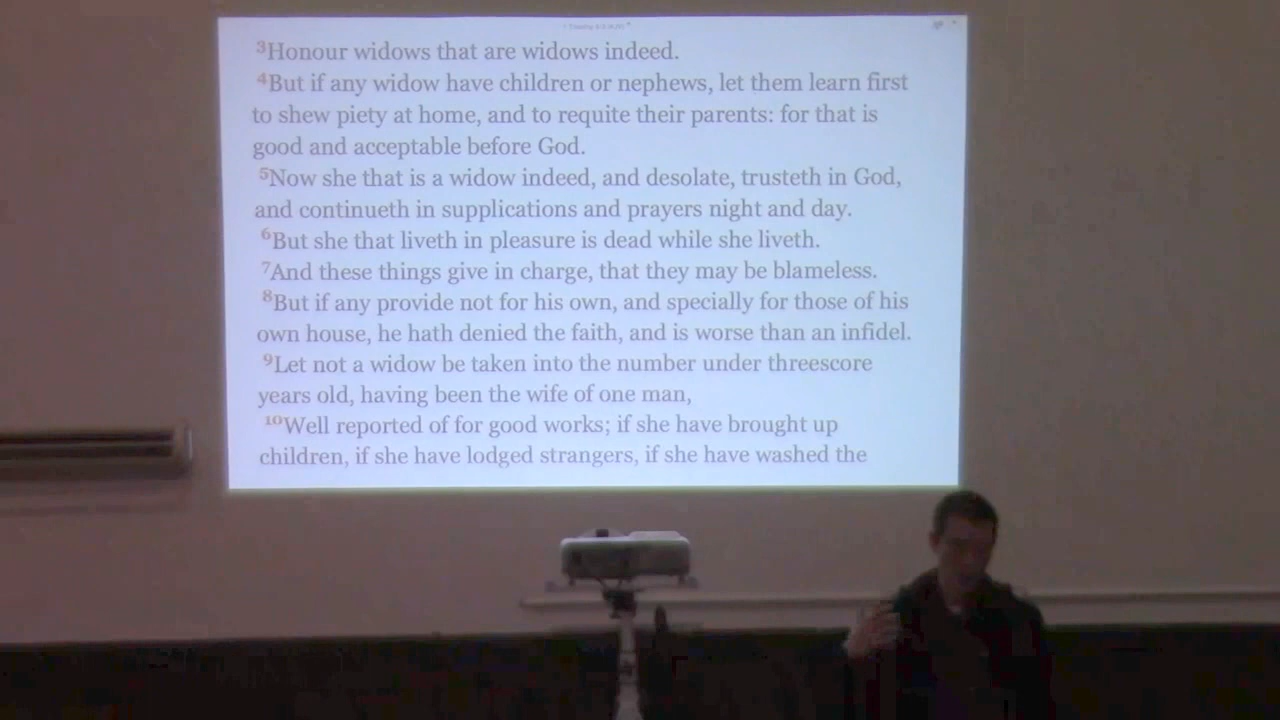 3Honour widows that are widows indeed.
4But if any widow have children or nephews, let them learn first
to shew piety at home, and to requite their parents: for that is
good and acceptable before God.
5Now she that is a widow indeed, and desolate, trusteth in God,
and continueth in supplications and prayers night and day.
6But she that liveth in pleasure is dead while she liveth.
7And these things give in charge, that they may be blameless.
8But if any provide not for his own, and specially for those of his
own house, he hath denied the faith, and is worse than an infidel.
9Let not a widow be taken into the number under threescore
years old, having been the wife of one man,
10Well reported of for good works; if she have brought up
children, if she have lodged strangers, if she have washed the